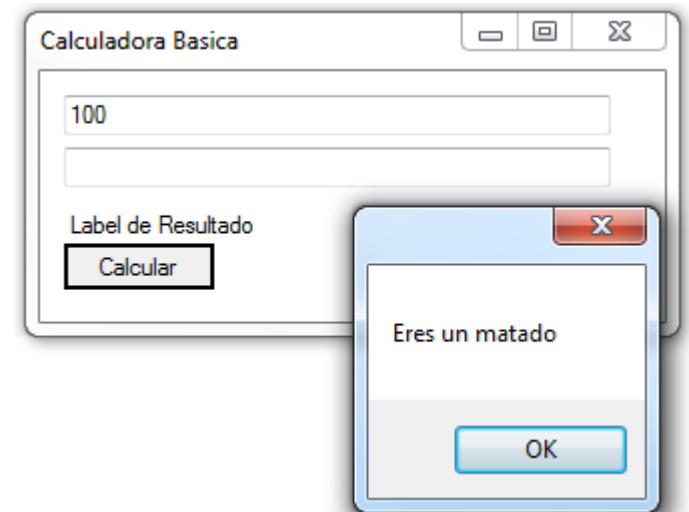 Calculadora Basica
100
Label de Resultado
Calcular
Eres un matado
OK